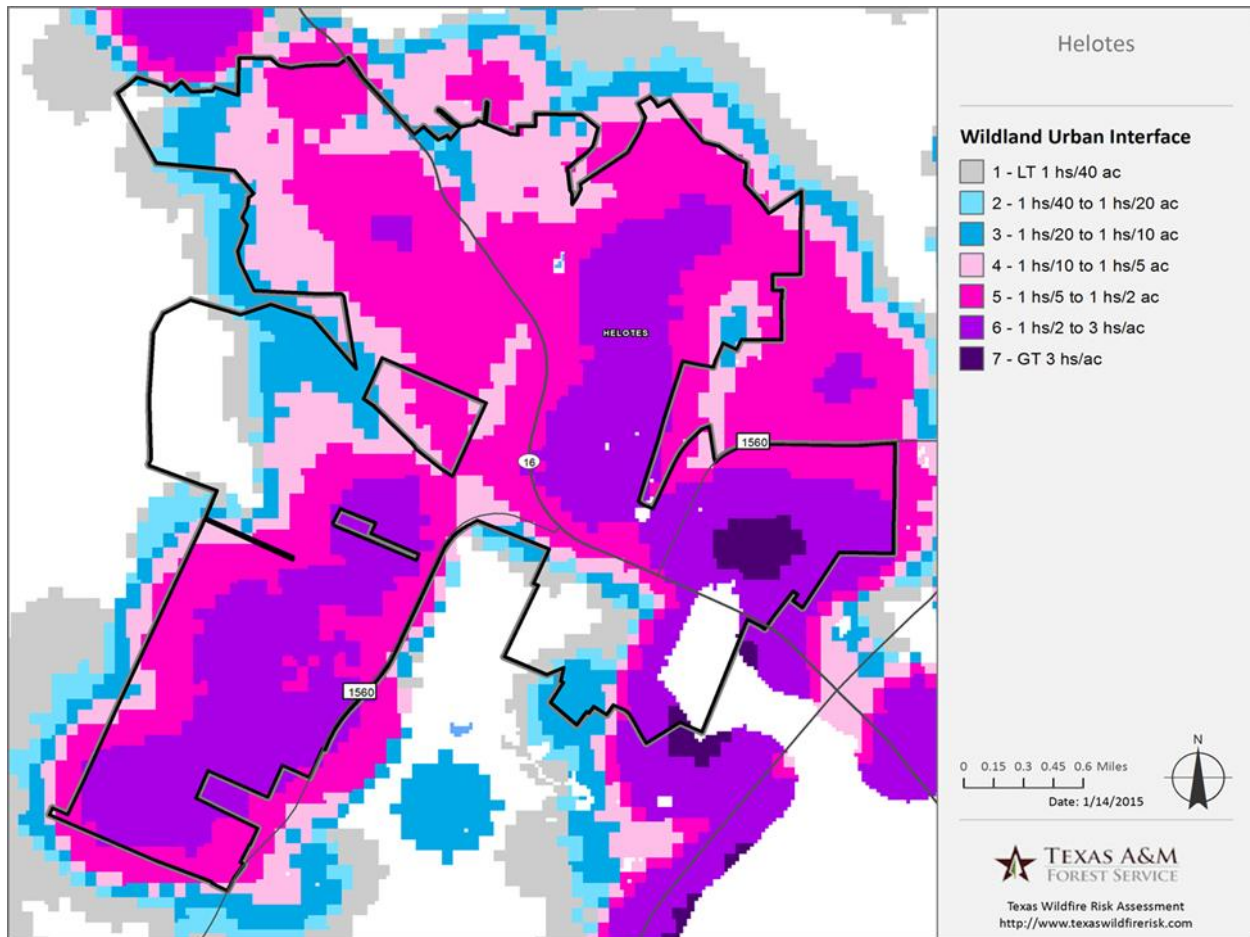 Helotes
Wildland Urban Interface
1 - LT 1 hs/40 ac
2 - 1 hs/40 to 1 hs/20 ac
3 - 1 hs/20 to 1 hs/10 ac
4 - 1 hs/10 to 1 hs/5 ac
5 - 1 hs/5 to 1 hs/2 ac
6 - 1 hs/2 to 3 hs/ac
7 - GT 3 hs/ac
HELOTES
1560
16
1560
N
0 0.15 0.3 0.45 0.6 Miles
Date: 1/14/2015
TEXAS A&M
FOREST SERVICE
Texas Wildfire Risk Assessment
http://www.texaswildfirerisk.com